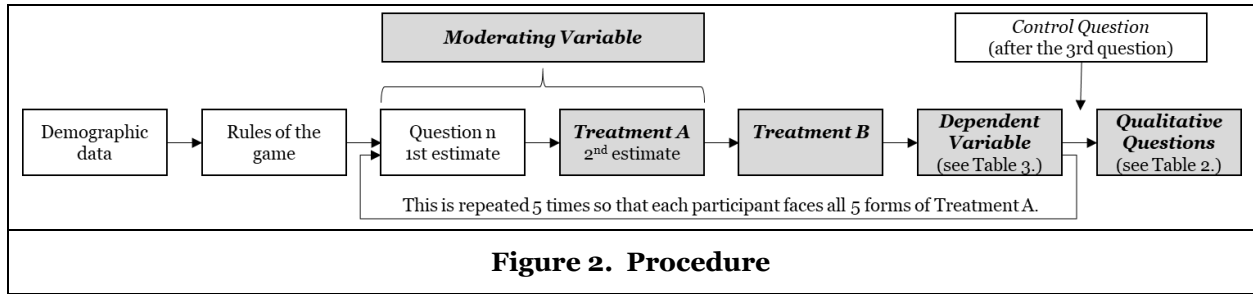 Moderating Variable
Control Question
(after the 3rd question)
Demographic
data
Rules of the
game
Question n
1st estimate
Treatment A
2nd estimate
Treatment B
Dependent
Variable
(see Table 3.)
Qualitative
Questions
(see Table 2.)
This is repeated 5 times so that each participant faces all 5 forms of Treatment A.
Figure 2. Procedure